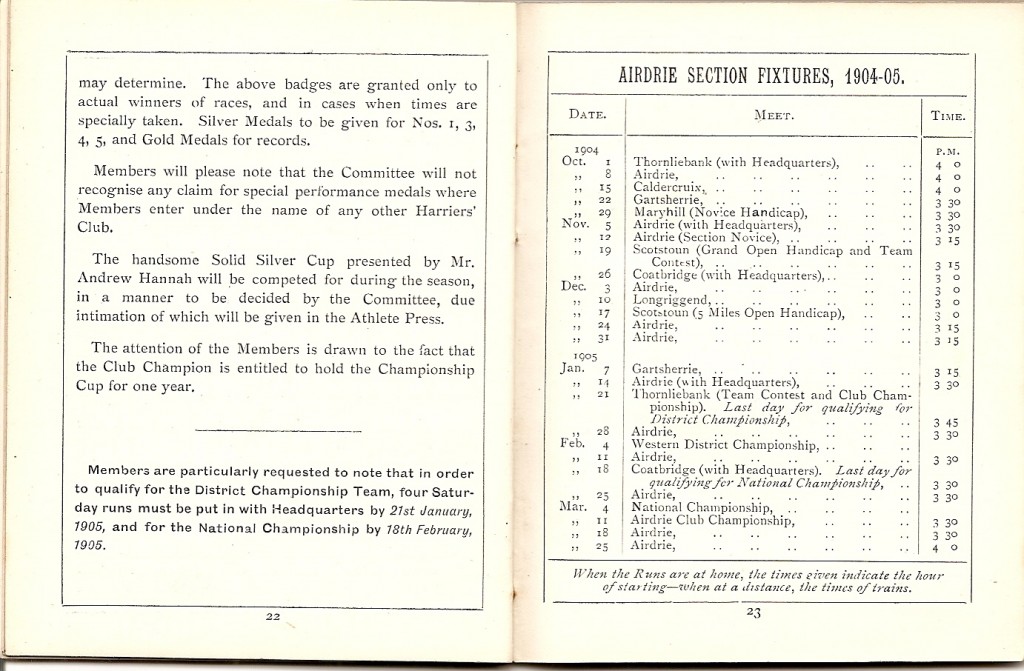 may determine. The above badges are granted only to
actual winners of races, and in cases when times are
specially taken. Silver Medals to be given for Nos. 1, 3,
4, 5, and Gold Medals for records.
Members will please note that the Committee will not
recognise any claim for special performance medals where
Members enter under the name of any other Harriers'
Club.
The handsome Solid Silver Cup presented by Mr.
Andrew Hannah will be competed for during the season,
in a manner to be decided by the Committee, due
intimation of which will be given in the Athlete Press.
The attention of the Members is drawn to the fact that
the Club Champion is entitled to hold the Championship
Cup for one year.
Members are particularly requested to note that in order
to qualify for the District Championship Team, four Satur-
day runs must be put in with Headquarters by 21st January,
1905, and for the National Championship by 18th February,
1905.
22
AIRDRIE SECTION FIXTURES, 1904-05.
DATE. MEET. TIME.
1904 P.M.
Oct. 1 Thornliebank (with Headquarters), .. .. 4 0
,, 8 Airdrie, .. .. .. .. .. 4 0
,, 15 Caldercruix, .. .. .. .. .. 4 0
,, 22 Gartsherrie, .. .. .. .. .. 3 30
,, 29 Maryhill (Novice Handicap), .. .. .. 3 30
Nov. 5 Airdrie (with Headquarters), .. .. .. 3 30
,, 12 Airdrie (Section Novice), .. .. .. .. 3 15
,, 19 Scotstoun (Grand Open Handicap and Team
Contest), .. .. .. .. .. 3 15
,, 26 Coatbridge (with Headquarters), .. .. .. 3 0
Dec. 3 Airdrie, .. .. .. .. .. 3 0
,, 10 Longriggend, .. .. .. .. .. 3 0
,, 17 Scotstoun (5 Miles Open Handicap), .. .. 3 0
,, 24 Airdrie, .. .. .. .. .. 3 15
,, 31 Airdrie, .. .. .. .. .. 3 15
1905
Jan. 7 Gartsherrie, .. .. .. .. .. 3 15
,, 14 Airdrie (with Headquarters), .. .. .. 3 30
,, 21 Thornliebank (Team Contest and Club Cham-
pionship). Last day for qualifying for
District Championship, .. .. .. 3 45
,, 28 Airdrie, .. .. .. .. .. 3 30
Feb. 4 Western District Championship, .. .. ..
,, 11 Airdrie, .. .. .. .. .. 3 30
,, 18 Coatbridge (with Headquarters). Last day for
qualifying for National Championship, .. 3 30
,, 25 Airdrie, .. .. .. .. .. 3 30
Mar. 4 National Championship, .. .. .. ..
,, 11 Airdrie Club Championship, .. .. .. 3 30
,, 18 Airdrie, .. .. .. .. .. 3 30
,, 25 Airdrie, .. .. .. .. .. 4 0
When the Runs are at home, the times given indicate the hour
of starting—when at a distance, the times of trains.
23